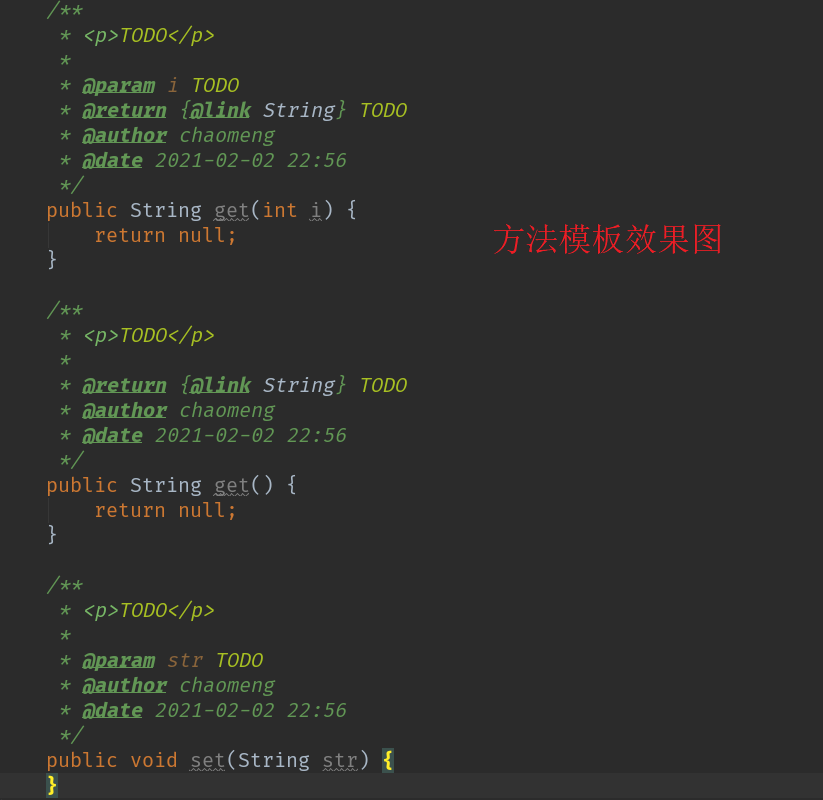 /**
 * <p>TODO</p>
 *
 * @param i TODO
 * @return {@link String} TODO
 * @author chaomeng
 * @date 2021-02-02 22:56
 */
public String get(int i) {
    return null;
方法模板效果图
}

/**
 * <p>TODO</p>
 *
 * @return {@link String} TODO
 * @author chaomeng
 * @date 2021-02-02 22:56
 */
public String get() {
    return null;
}

/**
 * <p>TODO</p>
 *
 * @param str TODO
 * @author chaomeng
 * @date 2021-02-02 22:56
 */
public void set(String str) {
}